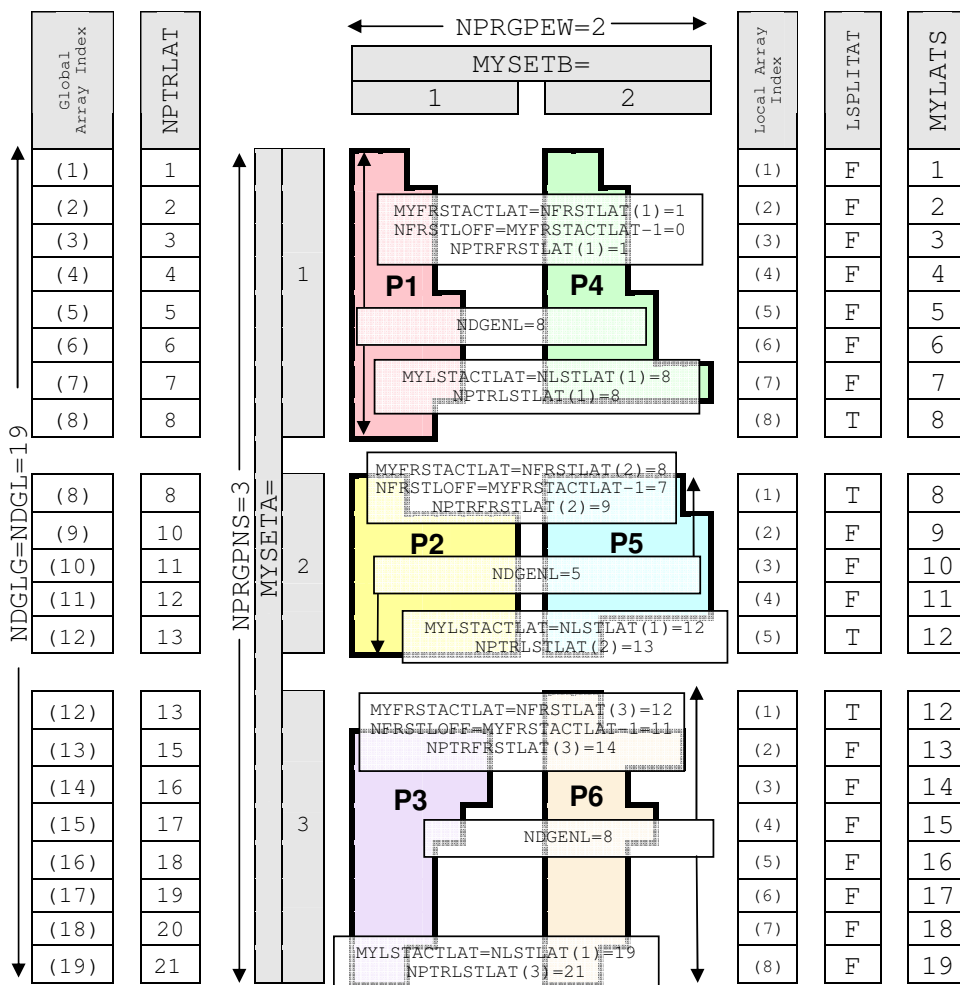 NPRGPEW=2
MYSETB=
1 2
Global Array Index
NPTRLAT
Local Array Index
LSPLITAT
MYLATS
NDGLG=NDGL=19
NPRGPNS=3
MYSETA=
1
2
3
(1) 1 (1) F 1
(2) 2 (2) F 2
(3) 3 (3) F 3
(4) 4 (4) F 4
(5) 5 (5) F 5
(6) 6 (6) F 6
(7) 7 (7) F 7
(8) 8 (8) T 8
MYFRSTACTLAT=NFRSTLAT(1)=1
NFRSTLOFF=MYFRSTACTLAT-1=0
NPTRFRSTLAT(1)=1
P1 P4
NDGENL=8
MYLSTACTLAT=NLSTLAT(1)=8
NPTRLSTLAT(1)=8
(8) 8 (1) T 8
(9) 10 (2) F 9
(10) 11 (3) F 10
(11) 12 (4) F 11
(12) 13 (5) T 12
MYFRSTACTLAT=NFRSTLAT(2)=8
NFRSTLOFF=MYFRSTACTLAT-1=7
NPTRFRSTLAT(2)=9
P2 P5
NDGENL=5
MYLSTACTLAT=NLSTLAT(1)=12
NPTRLSTLAT(2)=13
(12) 13 (1) T 12
(13) 15 (2) F 13
(14) 16 (3) F 14
(15) 17 (4) F 15
(16) 18 (5) F 16
(17) 19 (6) F 17
(18) 20 (7) F 18
(19) 21 (8) F 19
MYFRSTACTLAT=NFRSTLAT(3)=12
NFRSTLOFF=MYFRSTACTLAT-1=11
NPTRFRSTLAT(3)=14
P3 P6
NDGENL=8
MYLSTACTLAT=NLSTLAT(1)=19
NPTRLSTLAT(3)=21